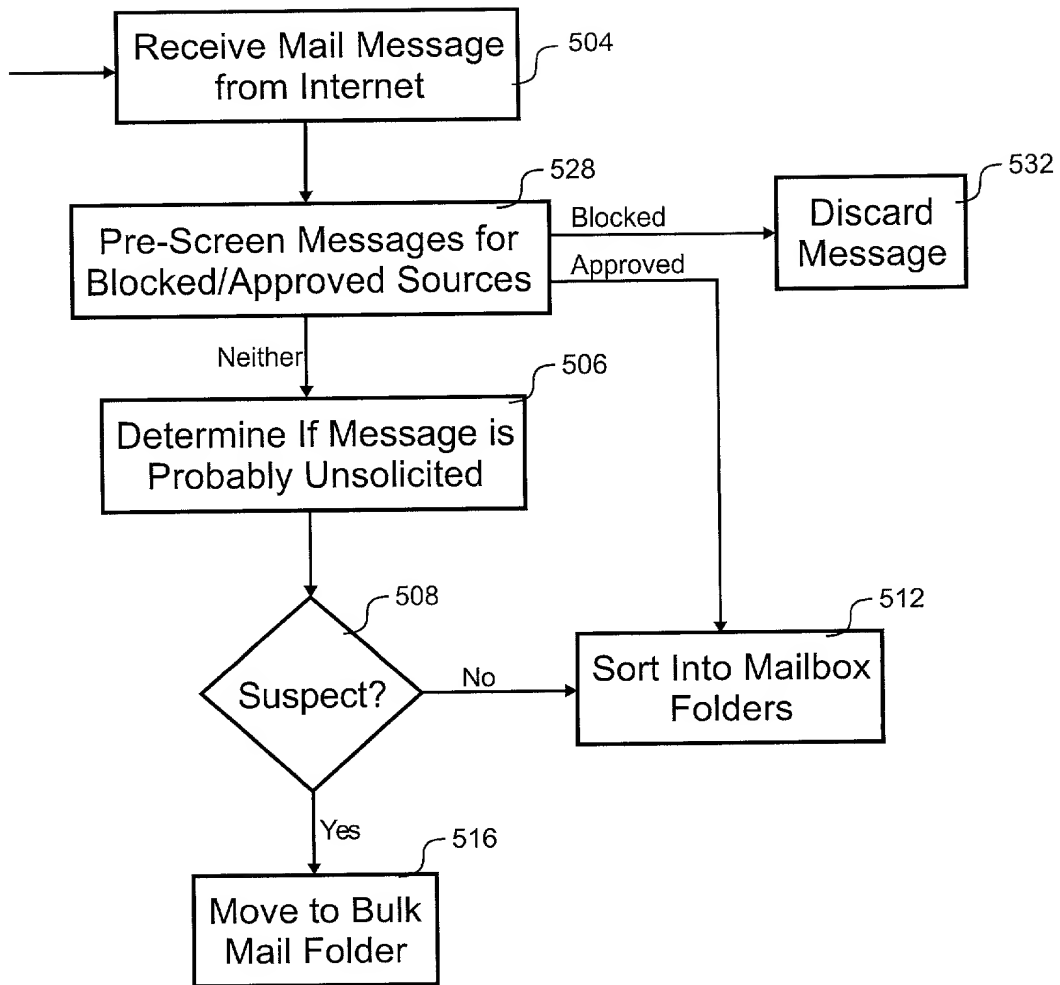 Receive Mail Message
from Internet
504
528
Pre-Screen Messages for
Blocked/Approved Sources
Blocked
Approved
532
Discard
Message
Neither
506
Determine If Message is
Probably Unsolicited
508
Suspect?
No
512
Sort Into Mailbox
Folders
Yes
516
Move to Bulk
Mail Folder